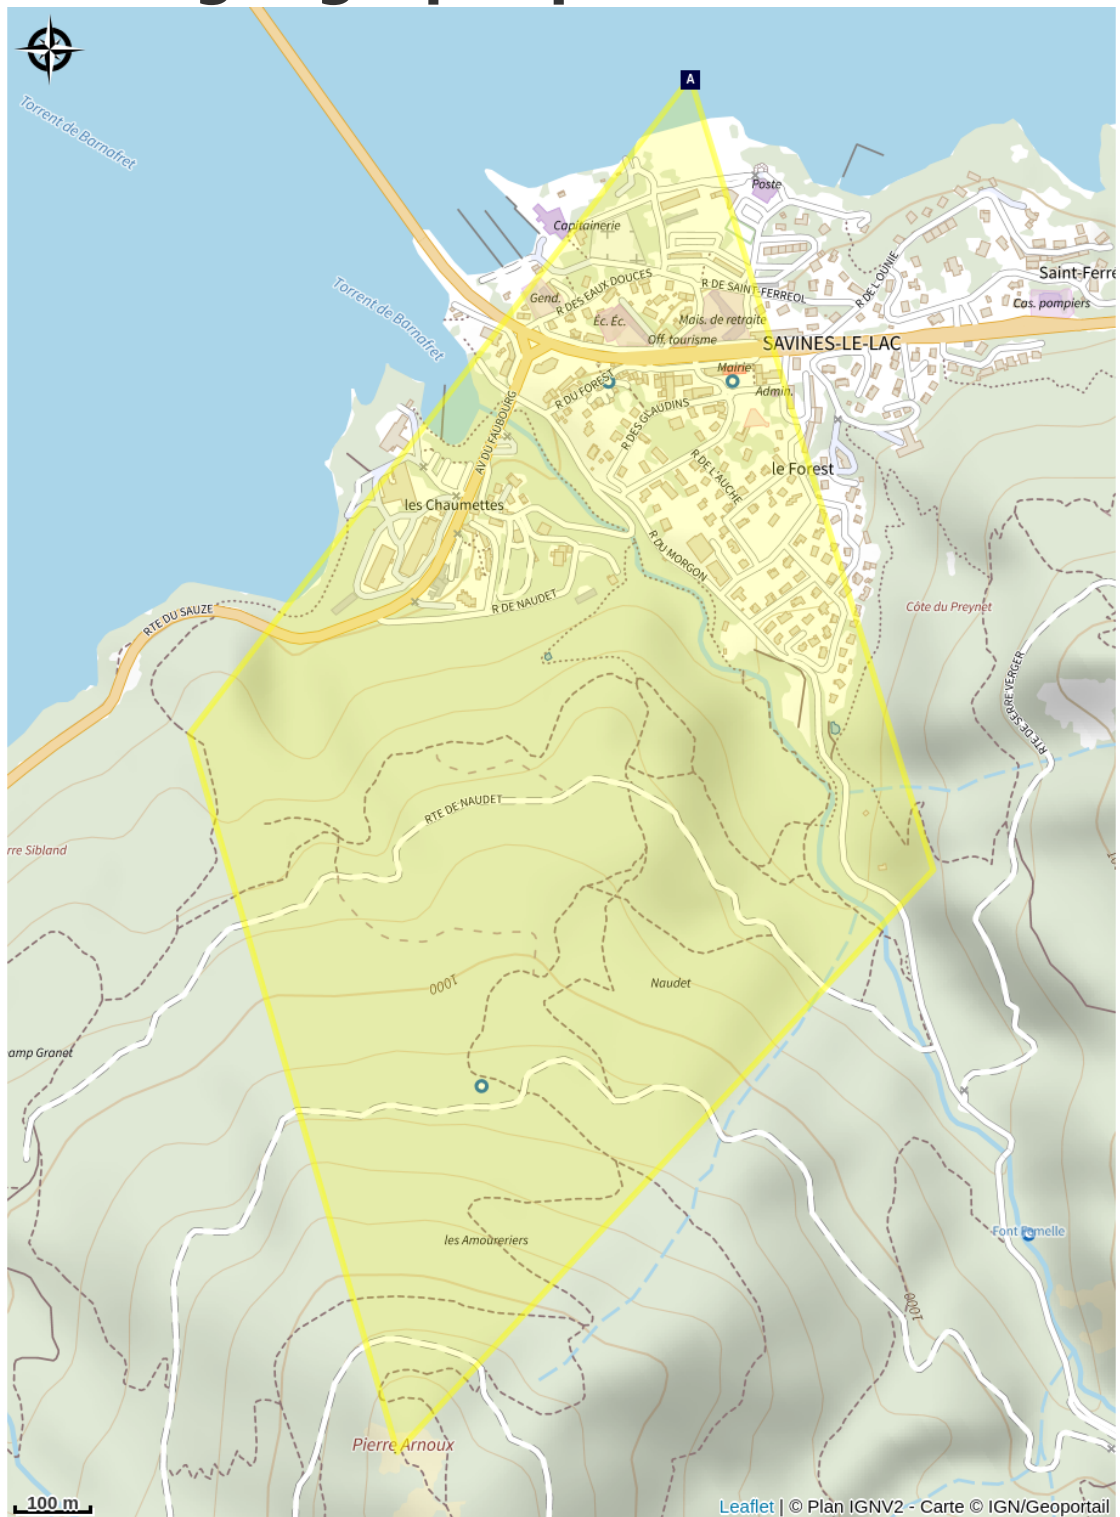 A
Torrent de Barnafret
Poste
Capitainerie
Saint-Ferré
Torrent de Barnafret
Gend.
R DES EAUX DOUCES
R DE SAINT-FERREOL
R DE L'OUNIE
Cas. pompiers
Éc. Éc.
Mais. de retraite
Off. tourisme
SAVINES-LE-LAC
Mairie
Admin.
R DU FOREST
R DES GLAUDINS
AV DU FAUBOURG
R DE L'AUCHE
le Forest
les Chaumettes
R DU MORGON
R DE NAUDET
RTE DU SAUZE
Côte du Preynet
RTE DE SERRE VERGER
RTE DE NAUDET
rre Sibland
1000
Naudet
amp Granet
Font Fomelle
les Amoureriers
1000
Pierre Arnoux
100 m
Leaflet | © Plan IGNV2 - Carte © IGN/Geoportail